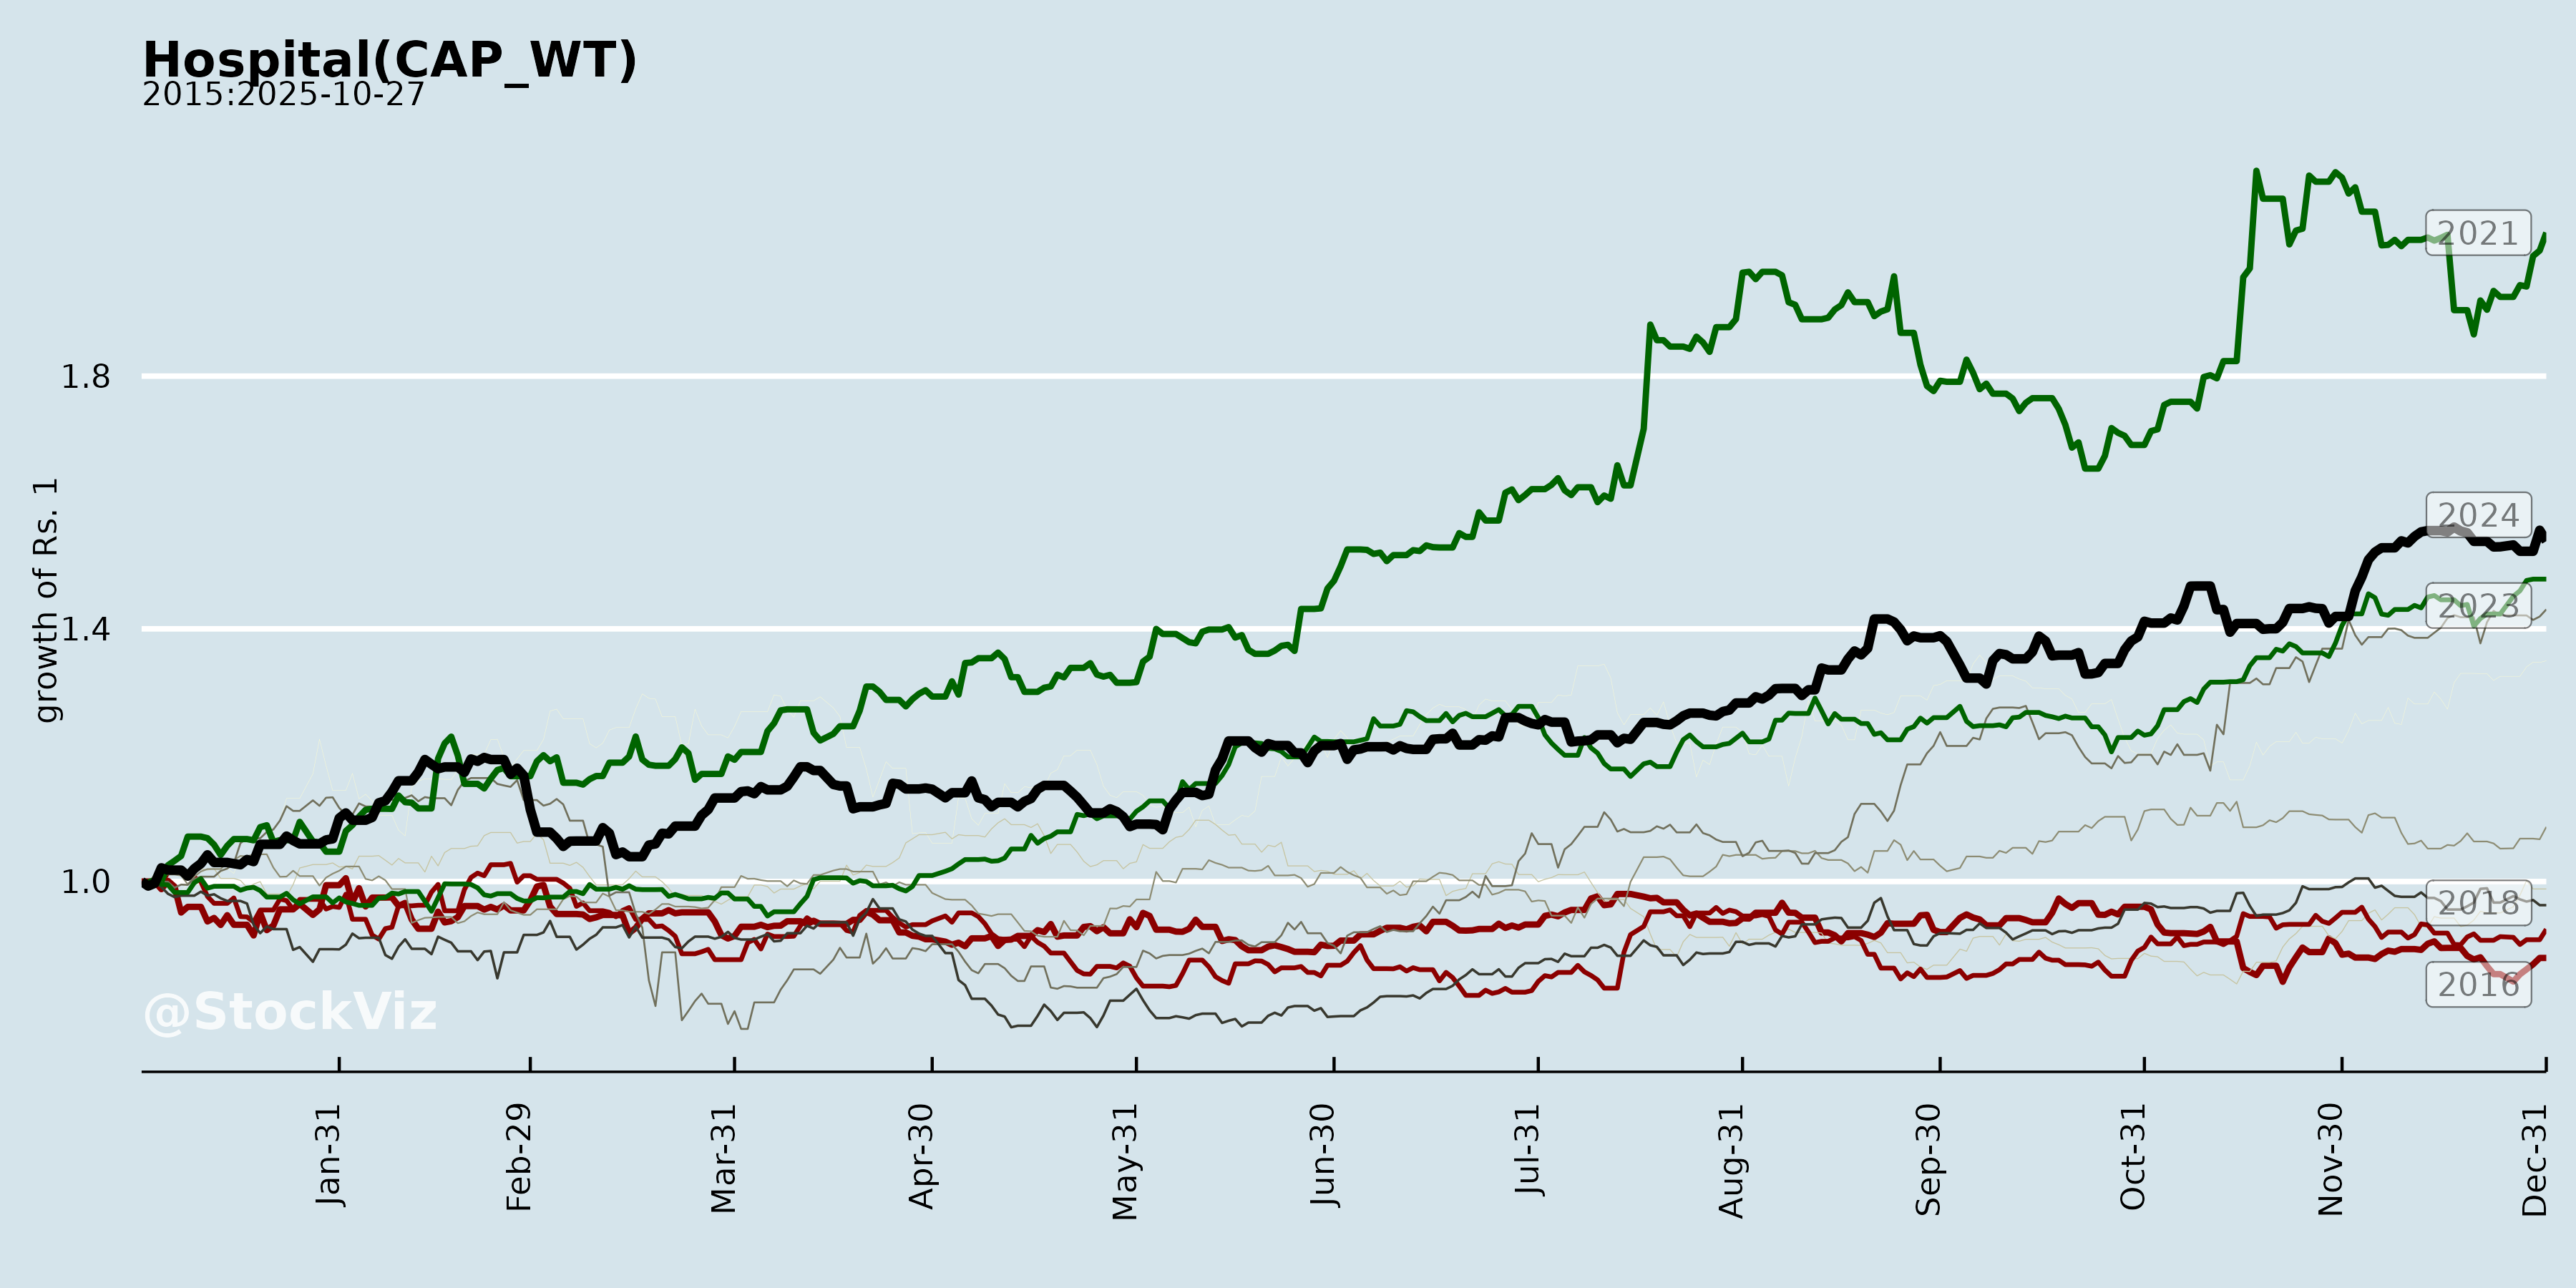 Hospital(CAP_WT)
2015:2025-10-27
growth of Rs. 1
1.8
1.4
1.0
2021
2024
2023
2018
2016
@StockViz
Jan-31
Feb-29
Mar-31
Apr-30
May-31
Jun-30
Jul-31
Aug-31
Sep-30
Oct-31
Nov-30
Dec-31